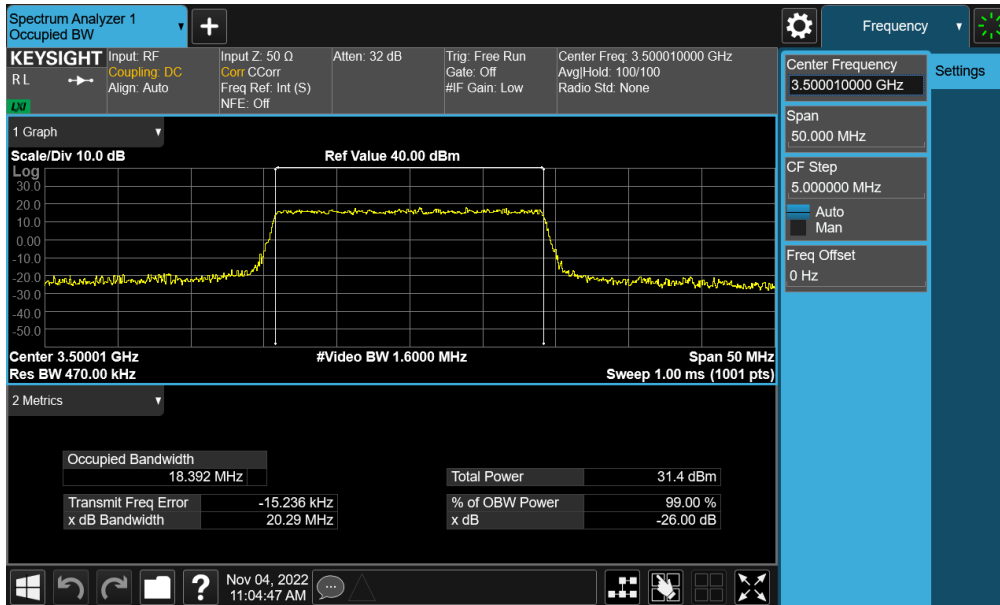 Spectrum Analyzer 1
Occupied BW
+
Frequency
KEYSIGHT
R L
LXI
Input: RF
Coupling: DC
Align: Auto
Input Z: 50 Ω
Corr CCorr
Freq Ref: Int (S)
NFE: Off
Atten: 32 dB
Trig: Free Run
Gate: Off
#IF Gain: Low
Center Freq: 3.500010000 GHz
Avg|Hold: 100/100
Radio Std: None
Center Frequency
3.500010000 GHz
Settings
Span
50.000 MHz
CF Step
5.000000 MHz
Auto
Man
Freq Offset
0 Hz
1 Graph
Scale/Div 10.0 dB
Ref Value 40.00 dBm
Log
30.0
20.0
10.0
0.00
-10.0
-20.0
-30.0
-40.0
-50.0
Center 3.50001 GHz
#Video BW 1.6000 MHz
Span 50 MHz
Res BW 470.00 kHz
Sweep 1.00 ms (1001 pts)
2 Metrics
Occupied Bandwidth
18.392 MHz
Total Power 31.4 dBm
Transmit Freq Error -15.236 kHz
% of OBW Power 99.00 %
x dB Bandwidth 20.29 MHz
x dB -26.00 dB
?
Nov 04, 2022
11:04:47 AM